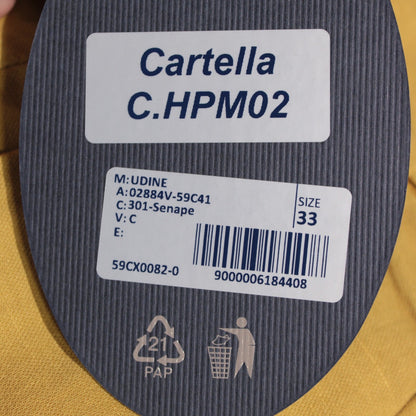 Cartella
C.HPM02
M: UDINE
A: 02884V-59C41
C: 301-Senape
V: C
E:
SIZE
33
59CX0082-0
9000006184408
21
PAP